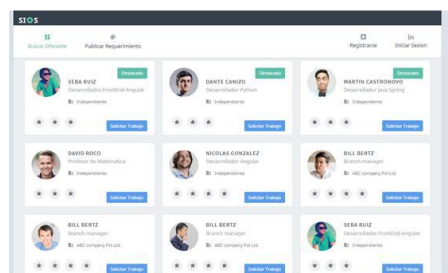 SIOS
Buscar Oferente Publicar Requerimiento Registrarse Iniciar Sesion
Destacado Destacado Destacado
SEBA RUIZ DANTE CANIZO MARTIN CASTRONOVO
Desarrollador FrontEnd Angular Desarrollador Python Desarrollador Java Spring
Independiente Independiente Independiente
Solicitar Trabajo Solicitar Trabajo Solicitar Trabajo
DAVID ROCO NICOLAS GONZALEZ BILL BERTZ
Profesor de Matematica Desarrollador Angular Branch manager
Independiente Independiente ABC company Pvt Ltd.
Solicitar Trabajo Solicitar Trabajo Solicitar Trabajo
BILL BERTZ BILL BERTZ SEBA RUIZ
Branch manager Branch manager Desarrollador FrontEnd Angular
ABC company Pvt Ltd. ABC company Pvt Ltd. Independiente
Solicitar Trabajo Solicitar Trabajo Solicitar Trabajo